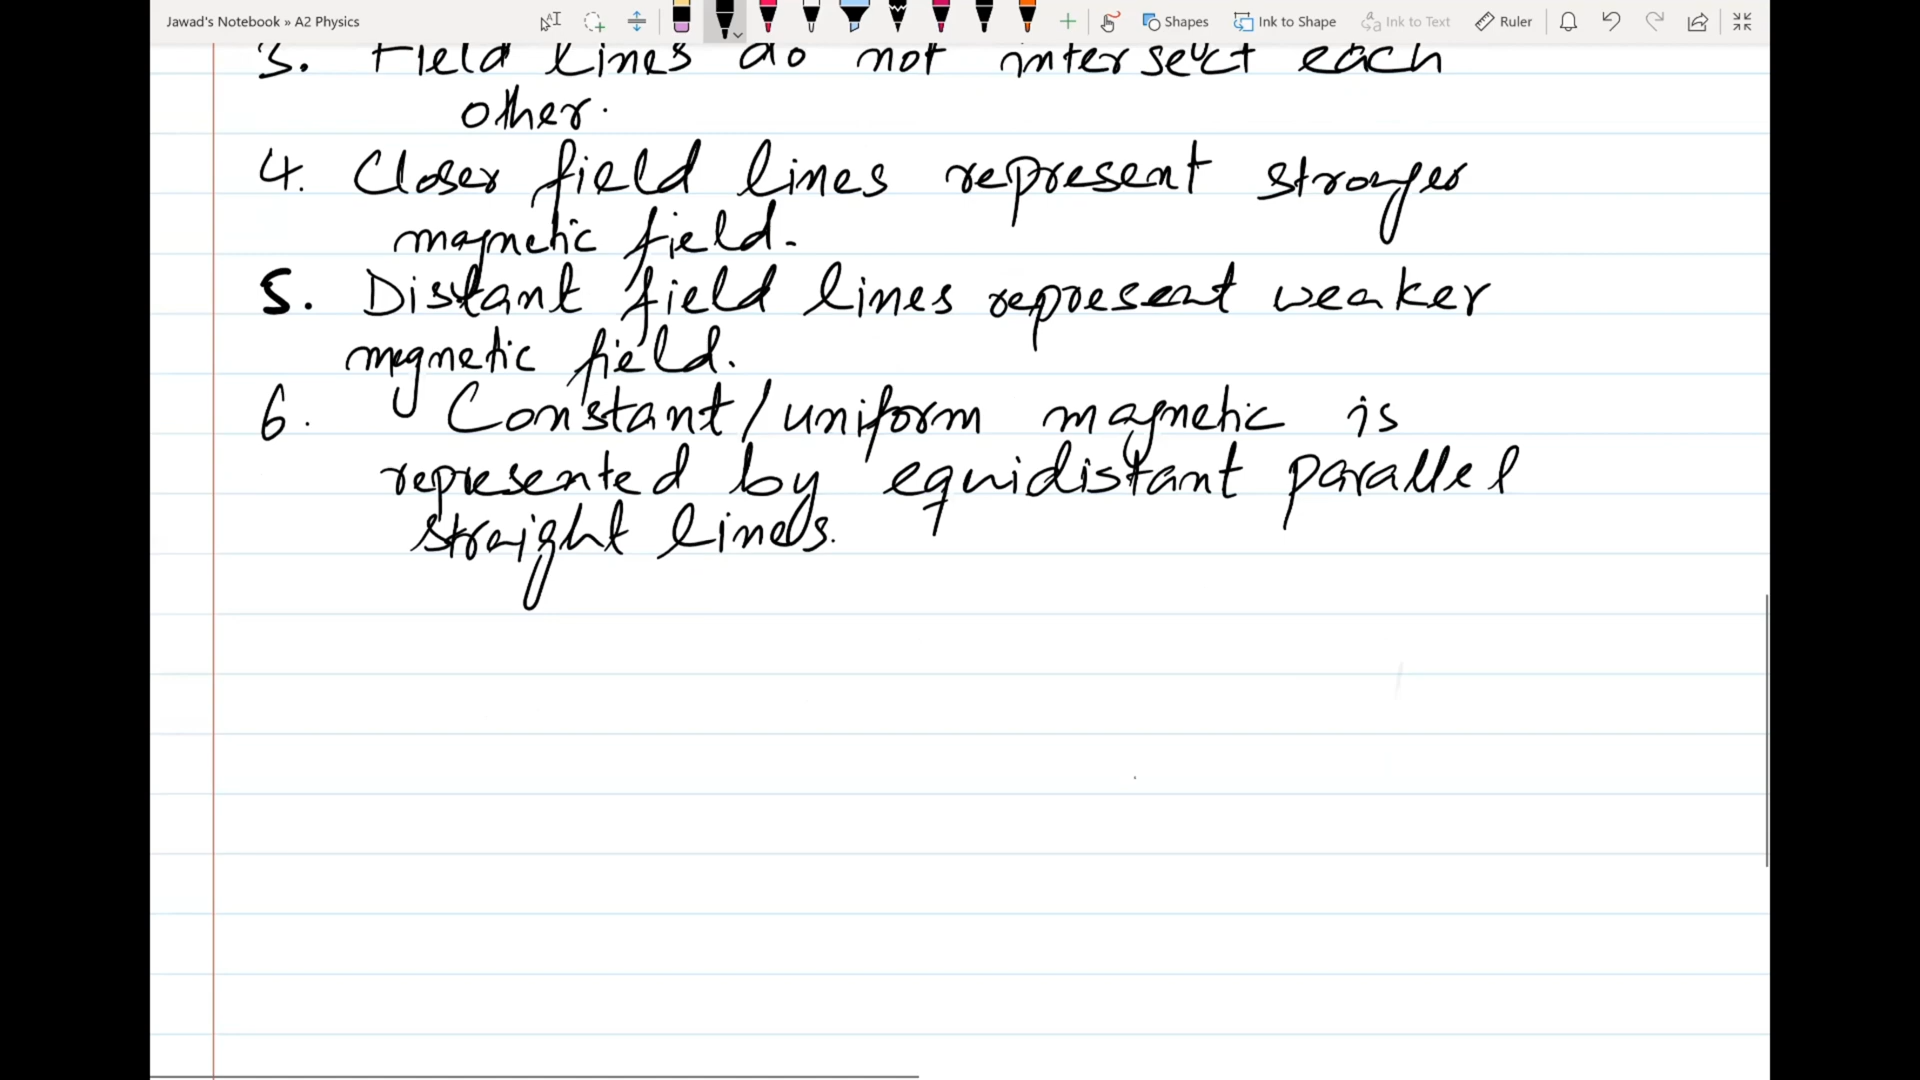 Jawad's Notebook » A2 Physics
Shapes
Ink to Shape
Ink to Text
Ruler
3. Field lines do not intersect each
other.
4. Closer field lines represent stronger
magnetic field.
5. Distant field lines represent weaker
magnetic field.
6. Constant/uniform magnetic is
represented by equidistant parallel
straight lines.